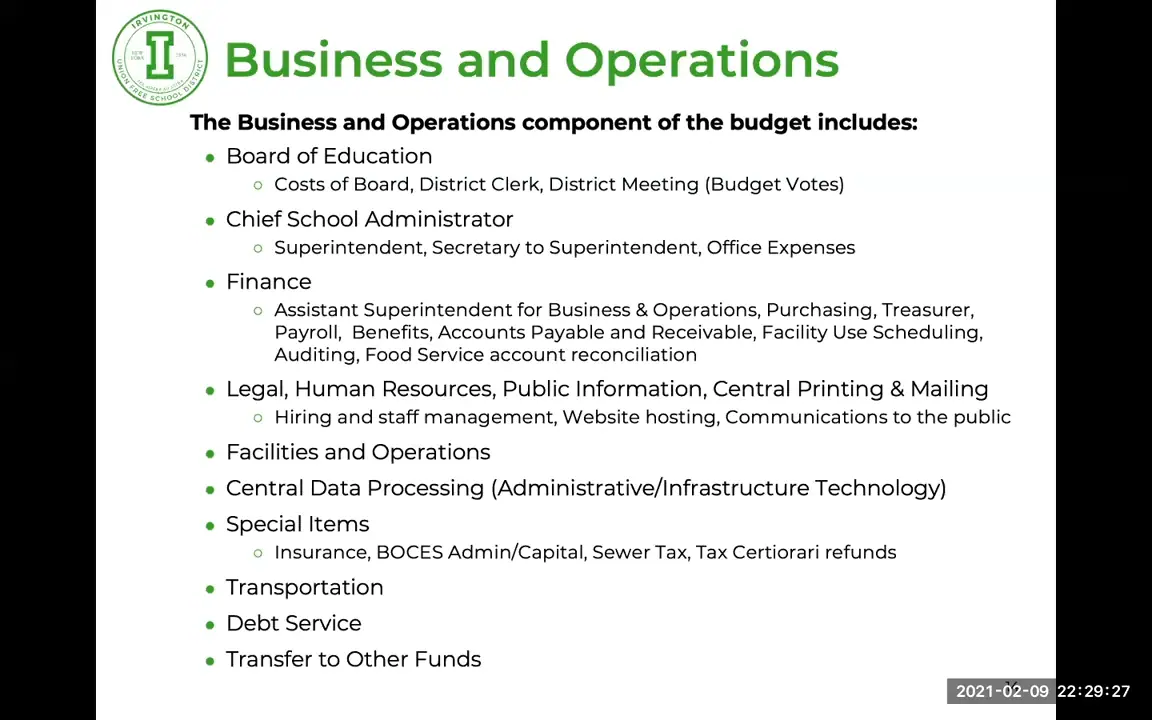 IRVINGTON
I
UNION FREE SCHOOL DISTRICT
Business and Operations
The Business and Operations component of the budget includes:
• Board of Education
○ Costs of Board, District Clerk, District Meeting (Budget Votes)
• Chief School Administrator
○ Superintendent, Secretary to Superintendent, Office Expenses
• Finance
○ Assistant Superintendent for Business & Operations, Purchasing, Treasurer,
Payroll, Benefits, Accounts Payable and Receivable, Facility Use Scheduling,
Auditing, Food Service account reconciliation
• Legal, Human Resources, Public Information, Central Printing & Mailing
○ Hiring and staff management, Website hosting, Communications to the public
• Facilities and Operations
• Central Data Processing (Administrative/Infrastructure Technology)
• Special Items
○ Insurance, BOCES Admin/Capital, Sewer Tax, Tax Certiorari refunds
• Transportation
• Debt Service
• Transfer to Other Funds
2021-02-09 22:29:27